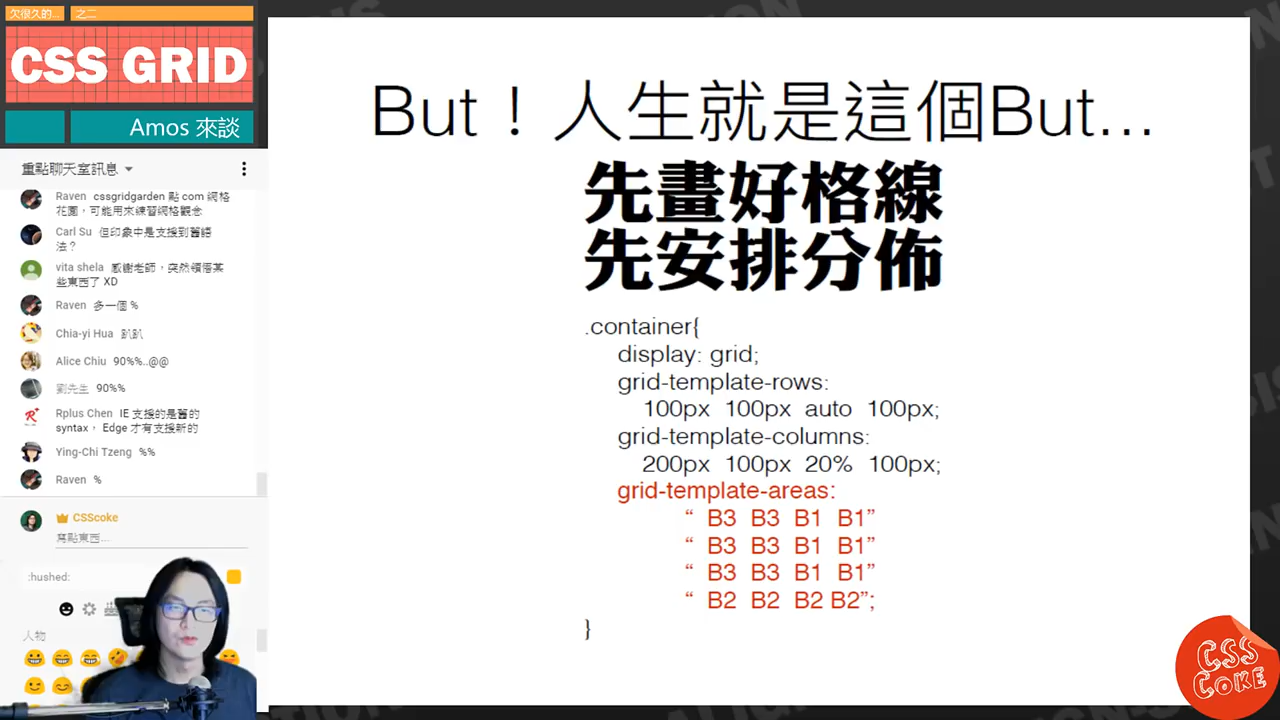 欠很久的... 之二
CSS GRID
Amos 來談
重點聊天室訊息
Raven cssgridgarden 點 com 網格
花園，可能用來練習網格觀念
Carl Su 但印象中是支援到舊語
法？
vita shela 感謝老師，突然領悟某
些東西了 XD
Raven 多一個 %
Chia-yi Hua 趴趴
Alice Chiu 90%%..@@
劉先生 90%%
Rplus Chen IE 支援的是舊的
syntax， Edge 才有支援新的
Ying-Chi Tzeng %%
Raven %
CSScoke
寫點東西...
:hushed:
人物
But！人生就是這個But...
先畫好格線
先安排分佈
.container{
display: grid;
grid-template-rows:
100px 100px auto 100px;
grid-template-columns:
200px 100px 20% 100px;
grid-template-areas:
“ B3 B3 B1 B1”
“ B3 B3 B1 B1”
“ B3 B3 B1 B1”
“ B2 B2 B2 B2”;
}
CSS
COKE